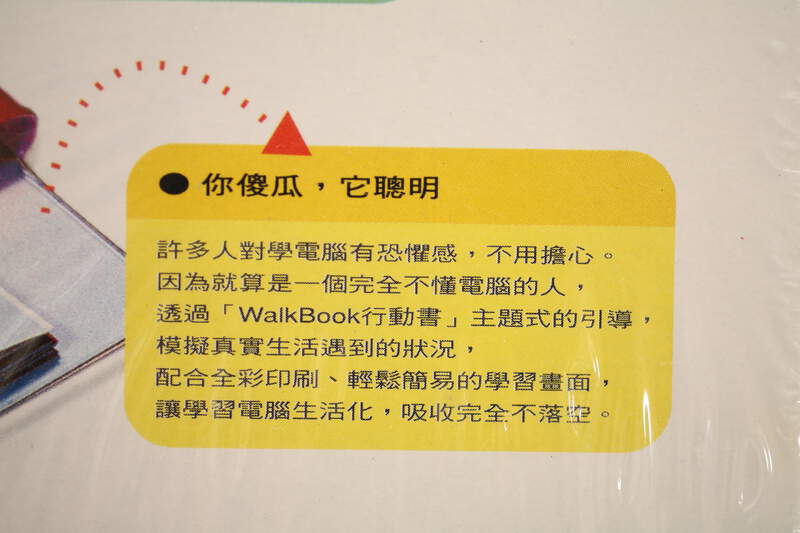 ● 你傻瓜，它聰明
許多人對學電腦有恐懼感，不用擔心。
因為就算是一個完全不懂電腦的人，
透過「WalkBook行動書」主題式的引導，
模擬真實生活遇到的狀況，
配合全彩印刷、輕鬆簡易的學習畫面，
讓學習電腦生活化，吸收完全不落空。